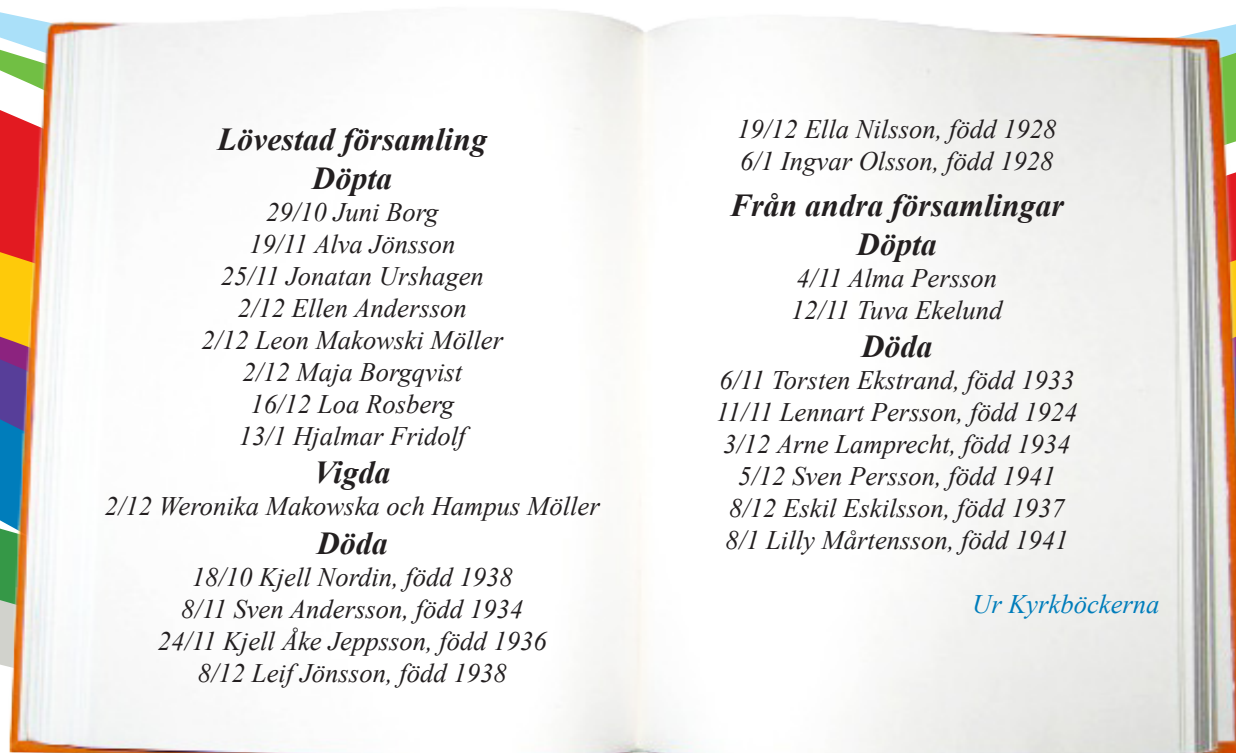 Lövestad församling
Döpta
29/10 Juni Borg
19/11 Alva Jönsson
25/11 Jonatan Urshagen
2/12 Ellen Andersson
2/12 Leon Makowski Möller
2/12 Maja Borgqvist
16/12 Loa Rosberg
13/1 Hjalmar Fridolf
Vigda
2/12 Weronika Makowska och Hampus Möller
Döda
18/10 Kjell Nordin, född 1938
8/11 Sven Andersson, född 1934
24/11 Kjell Åke Jeppsson, född 1936
8/12 Leif Jönsson, född 1938
19/12 Ella Nilsson, född 1928
6/1 Ingvar Olsson, född 1928
Från andra församlingar
Döpta
4/11 Alma Persson
12/11 Tuva Ekelund
Döda
6/11 Torsten Ekstrand, född 1933
11/11 Lennart Persson, född 1924
3/12 Arne Lamprecht, född 1934
5/12 Sven Persson, född 1941
8/12 Eskil Eskilsson, född 1937
8/1 Lilly Mårtensson, född 1941
Ur Kyrkböckerna